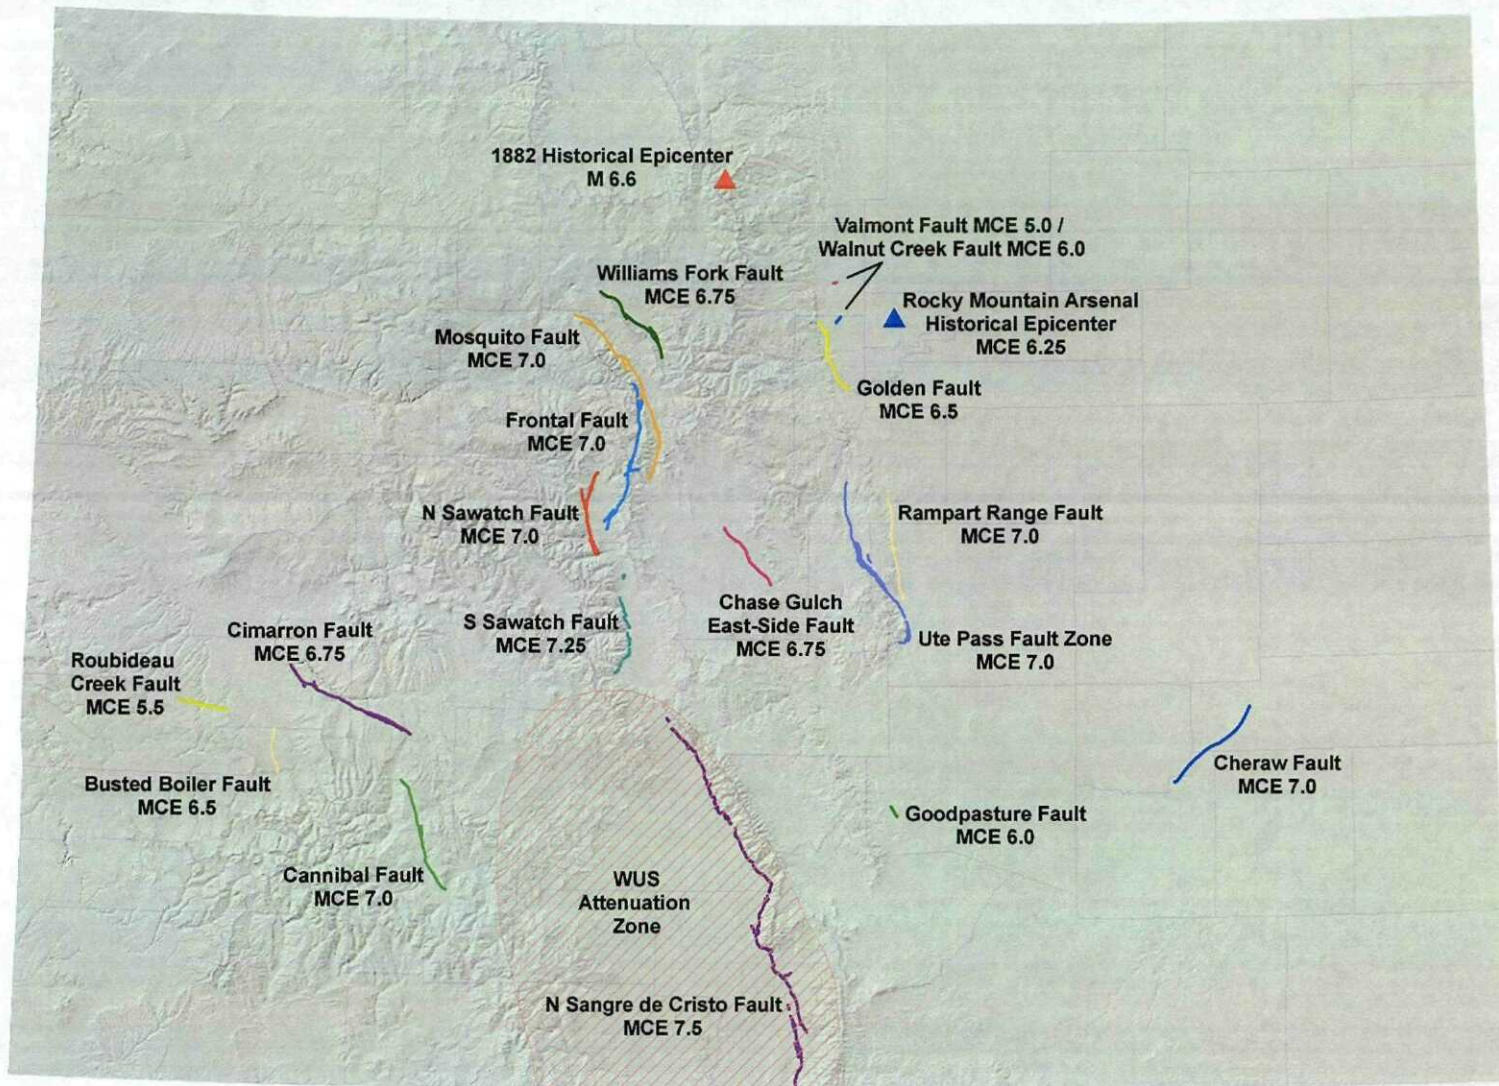 1882 Historical Epicenter
M 6.6
Valmont Fault MCE 5.0 /
Walnut Creek Fault MCE 6.0
Williams Fork Fault
MCE 6.75
Rocky Mountain Arsenal
Historical Epicenter
MCE 6.25
Mosquito Fault
MCE 7.0
Golden Fault
MCE 6.5
Frontal Fault
MCE 7.0
N Sawatch Fault
MCE 7.0
Rampart Range Fault
MCE 7.0
Chase Gulch
East-Side Fault
MCE 6.75
S Sawatch Fault
MCE 7.25
Cimarron Fault
MCE 6.75
Ute Pass Fault Zone
MCE 7.0
Roubideau
Creek Fault
MCE 5.5
Busted Boiler Fault
MCE 6.5
Cheraw Fault
MCE 7.0
Goodpasture Fault
MCE 6.0
Cannibal Fault
MCE 7.0
WUS
Attenuation
Zone
N Sangre de Cristo Fault
MCE 7.5